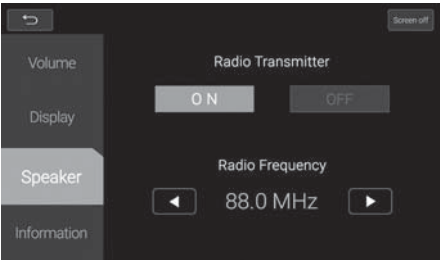 Screen off
Volume
Radio Transmitter
ON
OFF
Display
Radio Frequency
Speaker
88.0 MHz
Information